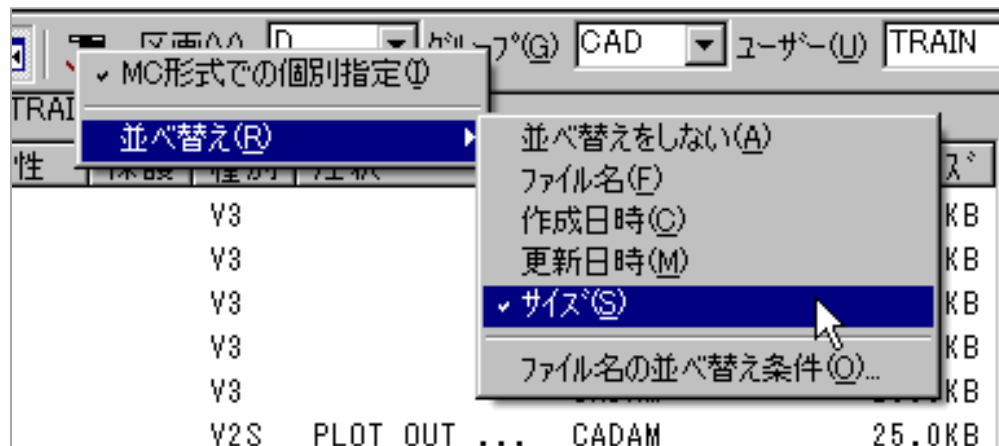 ｸﾞﾙｰﾌﾟ(G) CAD ﾕｰｻﾞｰ(U) TRAIN
✓ MC形式での個別指定(I)
TRAI
並べ替え(R)
並べ替えをしない(A)
ﾌｧｲﾙ名(F)
作成日時(C)
更新日時(M)
✓ ｻｲｽﾞ(S)
ﾌｧｲﾙ名の並べ替え条件(O)...
性
V3 KB
V3 KB
V3 KB
V3 KB
V3 KB
V2S PLOT OUT ... CADAM 25.0KB